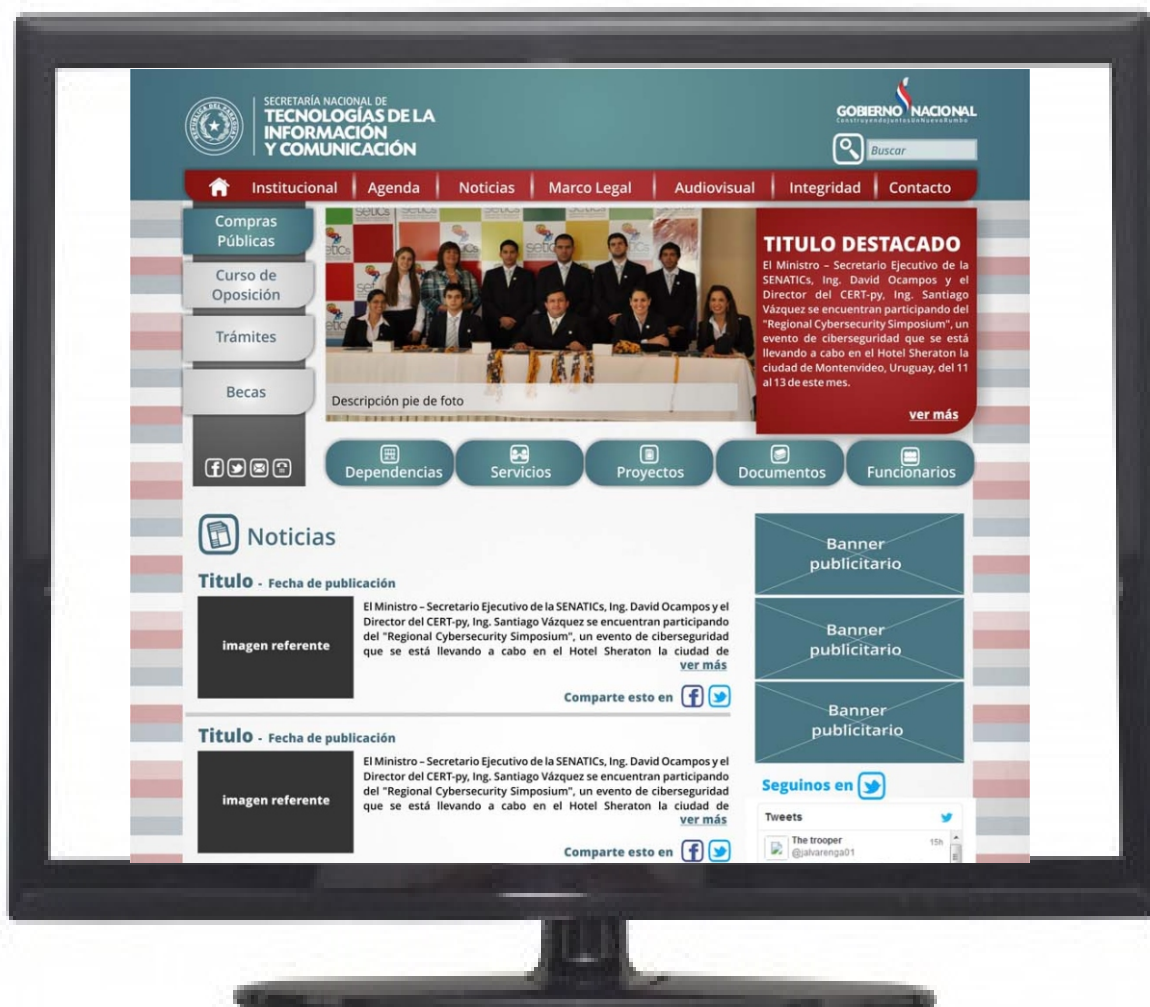 SECRETARÍA NACIONAL DE
TECNOLOGÍAS DE LA
INFORMACIÓN
Y COMUNICACIÓN
GOBIERNO NACIONAL
ConstruyendoJuntosUnNuevoRumbo
Buscar
Institucional Agenda Noticias Marco Legal Audiovisual Integridad Contacto
Compras
Públicas
Curso de
Oposición
Trámites
Becas
Descripción pie de foto
TITULO DESTACADO
El Ministro – Secretario Ejecutivo de la
SENATICs, Ing. David Ocampos y el
Director del CERT-py, Ing. Santiago
Vázquez se encuentran participando del
"Regional Cybersecurity Simposium", un
evento de ciberseguridad que se está
llevando a cabo en el Hotel Sheraton la
ciudad de Montenvideo, Uruguay, del 11
al 13 de este mes.
ver más
Dependencias Servicios Proyectos Documentos Funcionarios
Noticias
Titulo - Fecha de publicación
imagen referente
El Ministro – Secretario Ejecutivo de la SENATICs, Ing. David Ocampos y el
Director del CERT-py, Ing. Santiago Vázquez se encuentran participando
del "Regional Cybersecurity Simposium", un evento de ciberseguridad
que se está llevando a cabo en el Hotel Sheraton la ciudad de
ver más
Comparte esto en
Titulo - Fecha de publicación
imagen referente
El Ministro – Secretario Ejecutivo de la SENATICs, Ing. David Ocampos y el
Director del CERT-py, Ing. Santiago Vázquez se encuentran participando
del "Regional Cybersecurity Simposium", un evento de ciberseguridad
que se está llevando a cabo en el Hotel Sheraton la ciudad de
ver más
Comparte esto en
Banner
publicitario
Banner
publicitario
Banner
publicitario
Seguinos en
Tweets
The trooper 15h
@jalvarenga01